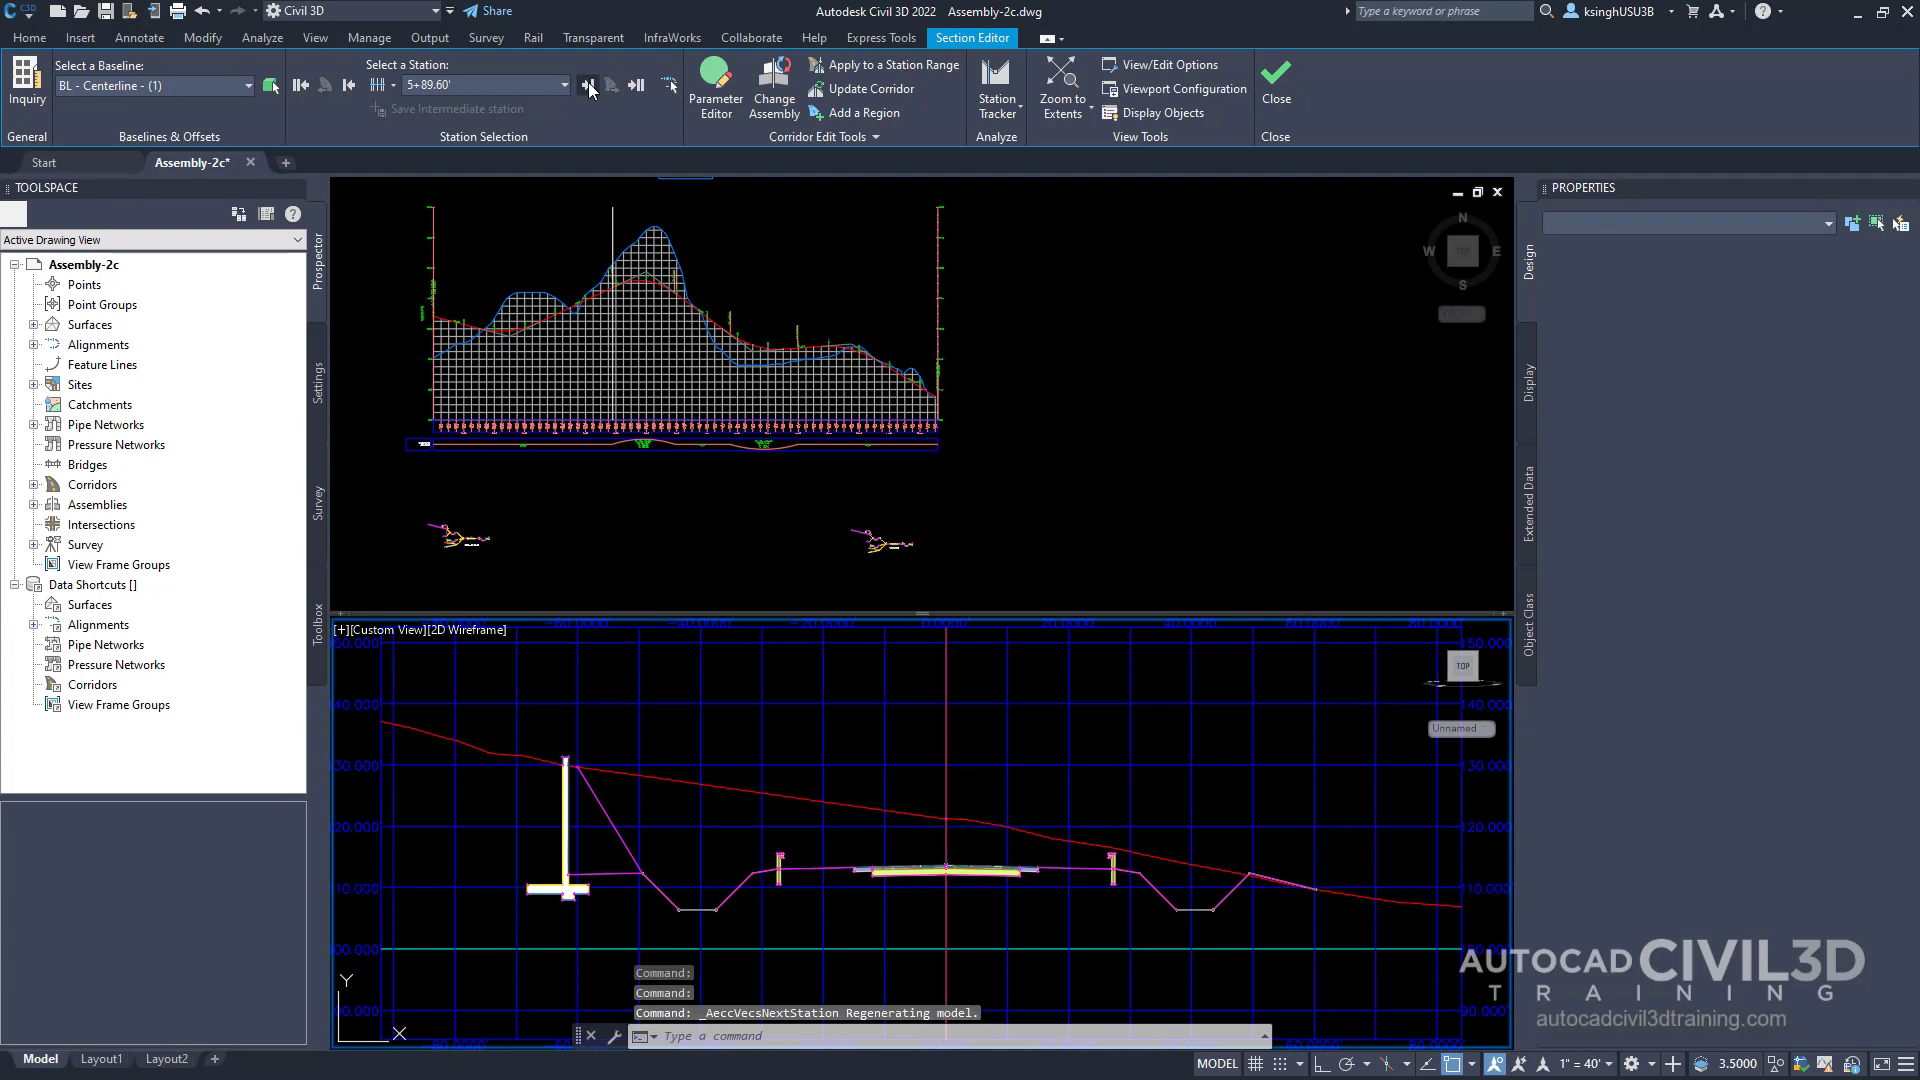 Civil 3D
Share
Autodesk Civil 3D 2022 Assembly-2c.dwg
Type a keyword or phrase
ksinghUSU3B
Home Insert Annotate Modify Analyze View Manage Output Survey Rail Transparent InfraWorks Collaborate Help Express Tools Section Editor
Inquiry
General
Select a Baseline:
BL - Centerline - (1)
Baselines & Offsets
Select a Station:
5+89.60'
Save Intermediate station
Station Selection
Parameter Editor
Change Assembly
Apply to a Station Range
Update Corridor
Add a Region
Corridor Edit Tools
Station Tracker
Analyze
Zoom to Extents
View/Edit Options
Viewport Configuration
Display Objects
View Tools
Close
Close
Start
Assembly-2c*
TOOLSPACE
Active Drawing View
Assembly-2c
Points
Point Groups
Surfaces
Alignments
Feature Lines
Sites
Catchments
Pipe Networks
Pressure Networks
Bridges
Corridors
Assemblies
Intersections
Survey
View Frame Groups
Data Shortcuts []
Surfaces
Alignments
Pipe Networks
Pressure Networks
Corridors
View Frame Groups
Prospector
Settings
Survey
Toolbox
N
W
E
S
TOP
[+][Custom View][2D Wireframe]
TOP
Unnamed
Y
X
Command:
Command:
Command: _AeccVecsNextStation Regenerating model.
Type a command
PROPERTIES
Design
Display
Extended Data
Object Class
AUTOCAD CIVIL3D
TRAINING
autocadcivil3dtraining.com
Model Layout1 Layout2
MODEL
1" = 40'
3.5000